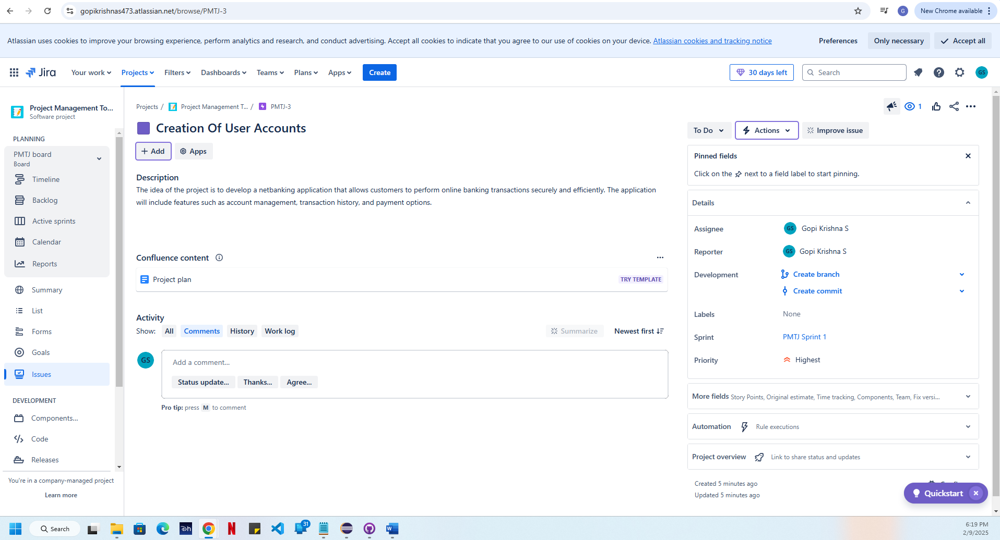 gopikrishnas473.atlassian.net/browse/PMTJ-3
G
New Chrome available
Atlassian uses cookies to improve your browsing experience, perform analytics and research, and conduct advertising. Accept all cookies to indicate that you agree to our use of cookies on your device. Atlassian cookies and tracking notice
Preferences
Only necessary
Accept all
Jira
Your work
Projects
Filters
Dashboards
Teams
Plans
Apps
Create
30 days left
Search
GS
Project Management To...
Software project
PLANNING
PMTJ board
Board
Timeline
Backlog
Active sprints
Calendar
Reports
Summary
List
Forms
Goals
Issues
DEVELOPMENT
Components...
Code
Releases
You're in a company-managed project
Learn more
Projects / Project Management T... / PMTJ-3
1
Creation Of User Accounts
Add
Apps
Description
The idea of the project is to develop a netbanking application that allows customers to perform online banking transactions securely and efficiently. The application
will include features such as account management, transaction history, and payment options.
Confluence content
Project plan
TRY TEMPLATE
Activity
Show: All Comments History Work log
Summarize
Newest first
GS
Add a comment...
Status update...
Thanks...
Agree...
Pro tip: press M to comment
To Do
Actions
Improve issue
Pinned fields
Click on the next to a field label to start pinning.
Details
Assignee
GS
Gopi Krishna S
Reporter
GS
Gopi Krishna S
Development
Create branch
Create commit
Labels
None
Sprint
PMTJ Sprint 1
Priority
Highest
More fields Story Points, Original estimate, Time tracking, Components, Team, Fix versi...
Automation
Rule executions
Project overview
Link to share status and updates
Created 5 minutes ago
Updated 5 minutes ago
Quickstart
Search
Dh
N
31
W
6:19 PM
2/9/2025